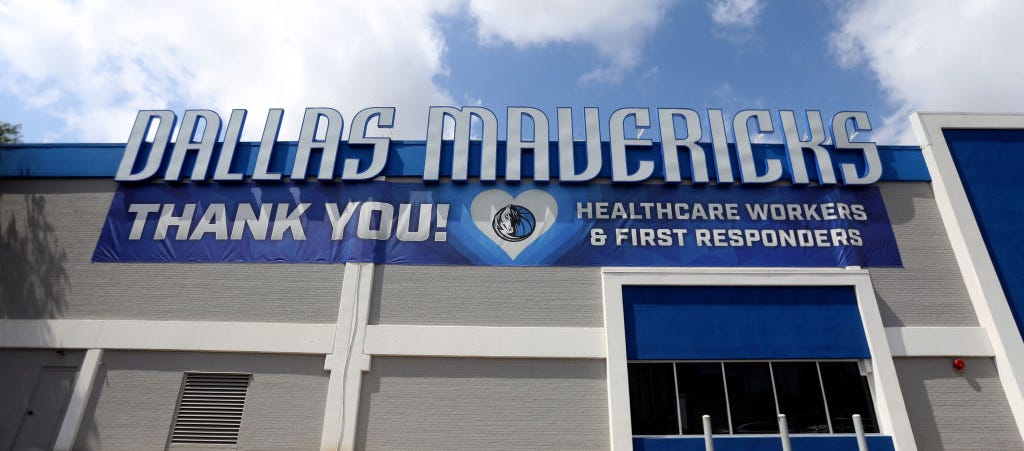 DALLAS MAVERICKS
THANK YOU!
HEALTHCARE WORKERS
& FIRST RESPONDERS